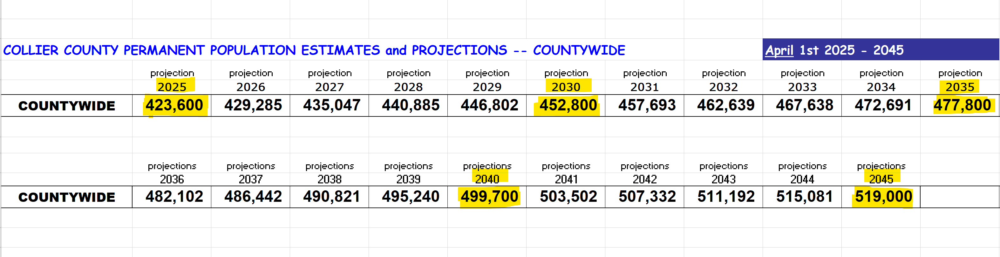 COLLIER COUNTY PERMANENT POPULATION ESTIMATES and PROJECTIONS -- COUNTYWIDE April 1st 2025 - 2045
projection projection projection projection projection projection projection projection projection projection projection
2025 2026 2027 2028 2029 2030 2031 2032 2033 2034 2035
COUNTYWIDE 423,600 429,285 435,047 440,885 446,802 452,800 457,693 462,639 467,638 472,691 477,800
projections projections projections projections projections projections projections projections projections projections
2036 2037 2038 2039 2040 2041 2042 2043 2044 2045
COUNTYWIDE 482,102 486,442 490,821 495,240 499,700 503,502 507,332 511,192 515,081 519,000